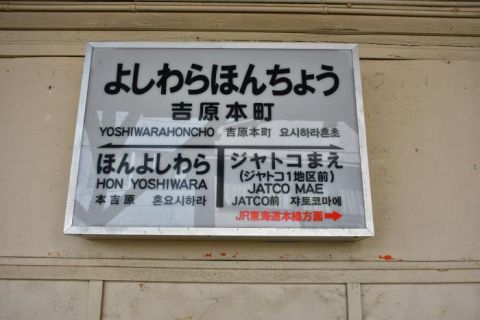 よしわらほんちょう
吉原本町
YOSHIWARAHONCHO 吉原本町 요시하라혼초
ほんよしわら
HON YOSHIWARA
本吉原 혼요시하라
ジヤトコまえ
(ジヤトコ1地区前)
JATCO MAE
JATCO前 쟈토코마에
JR東海道本線方面→